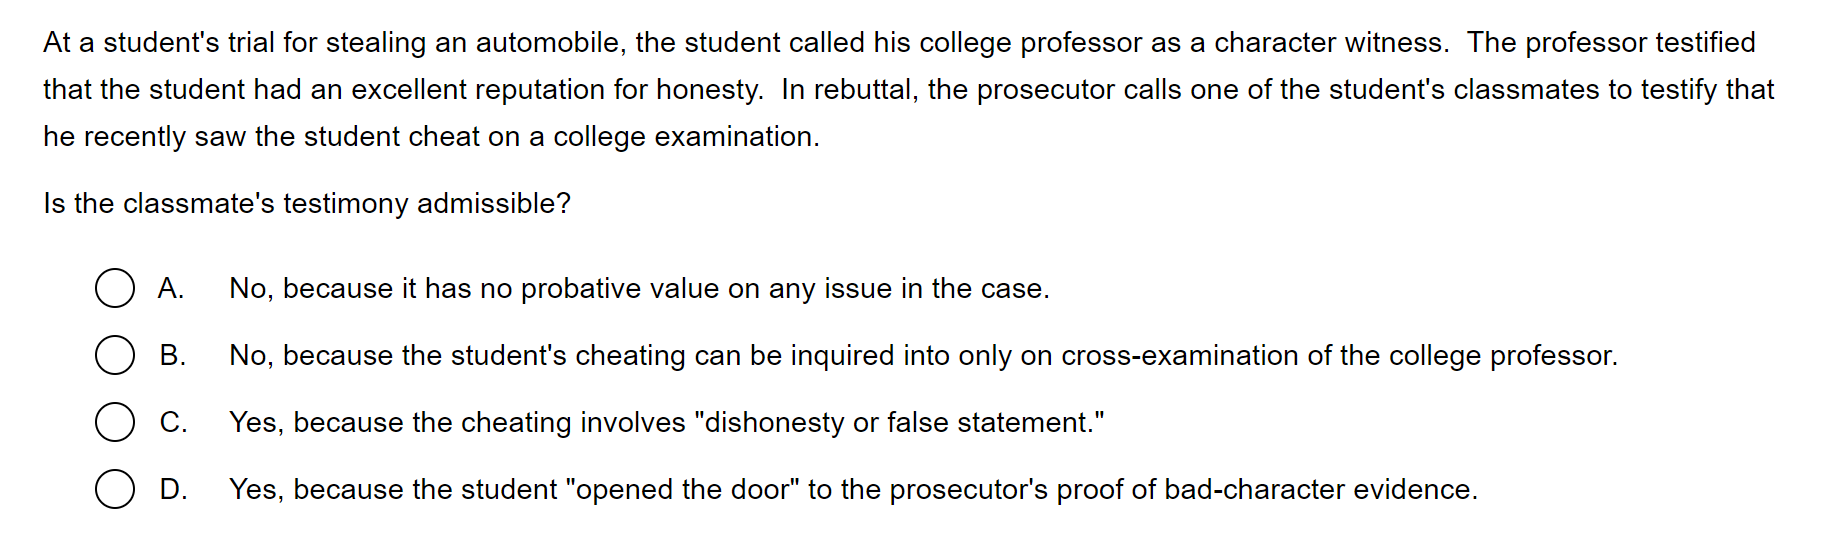 At a student's trial for stealing an automobile, the student called his college professor as a character witness.  The professor testified
that the student had an excellent reputation for honesty.  In rebuttal, the prosecutor calls one of the student's classmates to testify that
he recently saw the student cheat on a college examination.
Is the classmate's testimony admissible?
A. No, because it has no probative value on any issue in the case.
B. No, because the student's cheating can be inquired into only on cross-examination of the college professor.
C. Yes, because the cheating involves "dishonesty or false statement."
D. Yes, because the student "opened the door" to the prosecutor's proof of bad-character evidence.